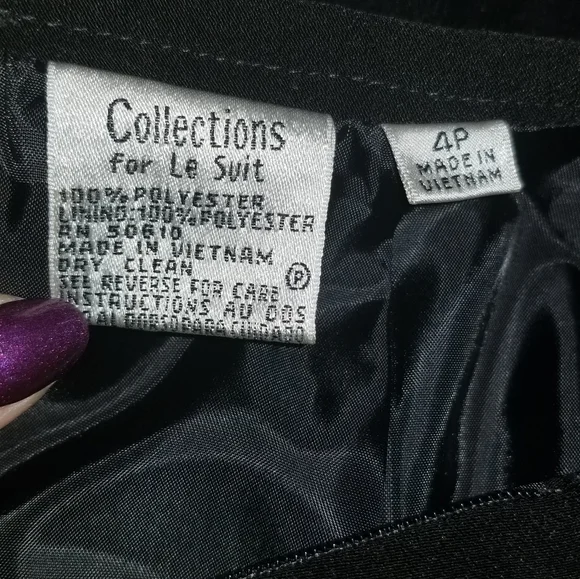 Collections
for Le Suit
100% POLYESTER
LINING: 100% POLYESTER
RN 50610
MADE IN VIETNAM
DRY CLEAN
P
SEE REVERSE FOR CARE
INSTRUCTIONS AU DOS
4P
MADE IN
VIETNAM